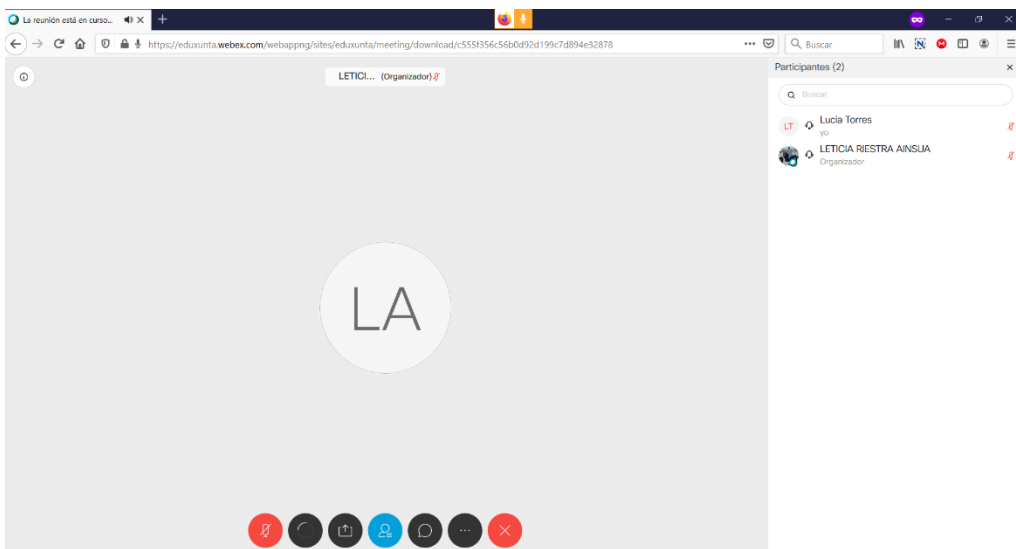 La reunión está en curso...
https://eduxunta.webex.com/webappng/sites/eduxunta/meeting/download/c555f356c56b0d92d199c7d894e32878
Buscar
LETICI... (Organizador)
Participantes (2)
Buscar
LT
Lucia Torres
yo
LETICIA RIESTRA AINSUA
Organizador
LA